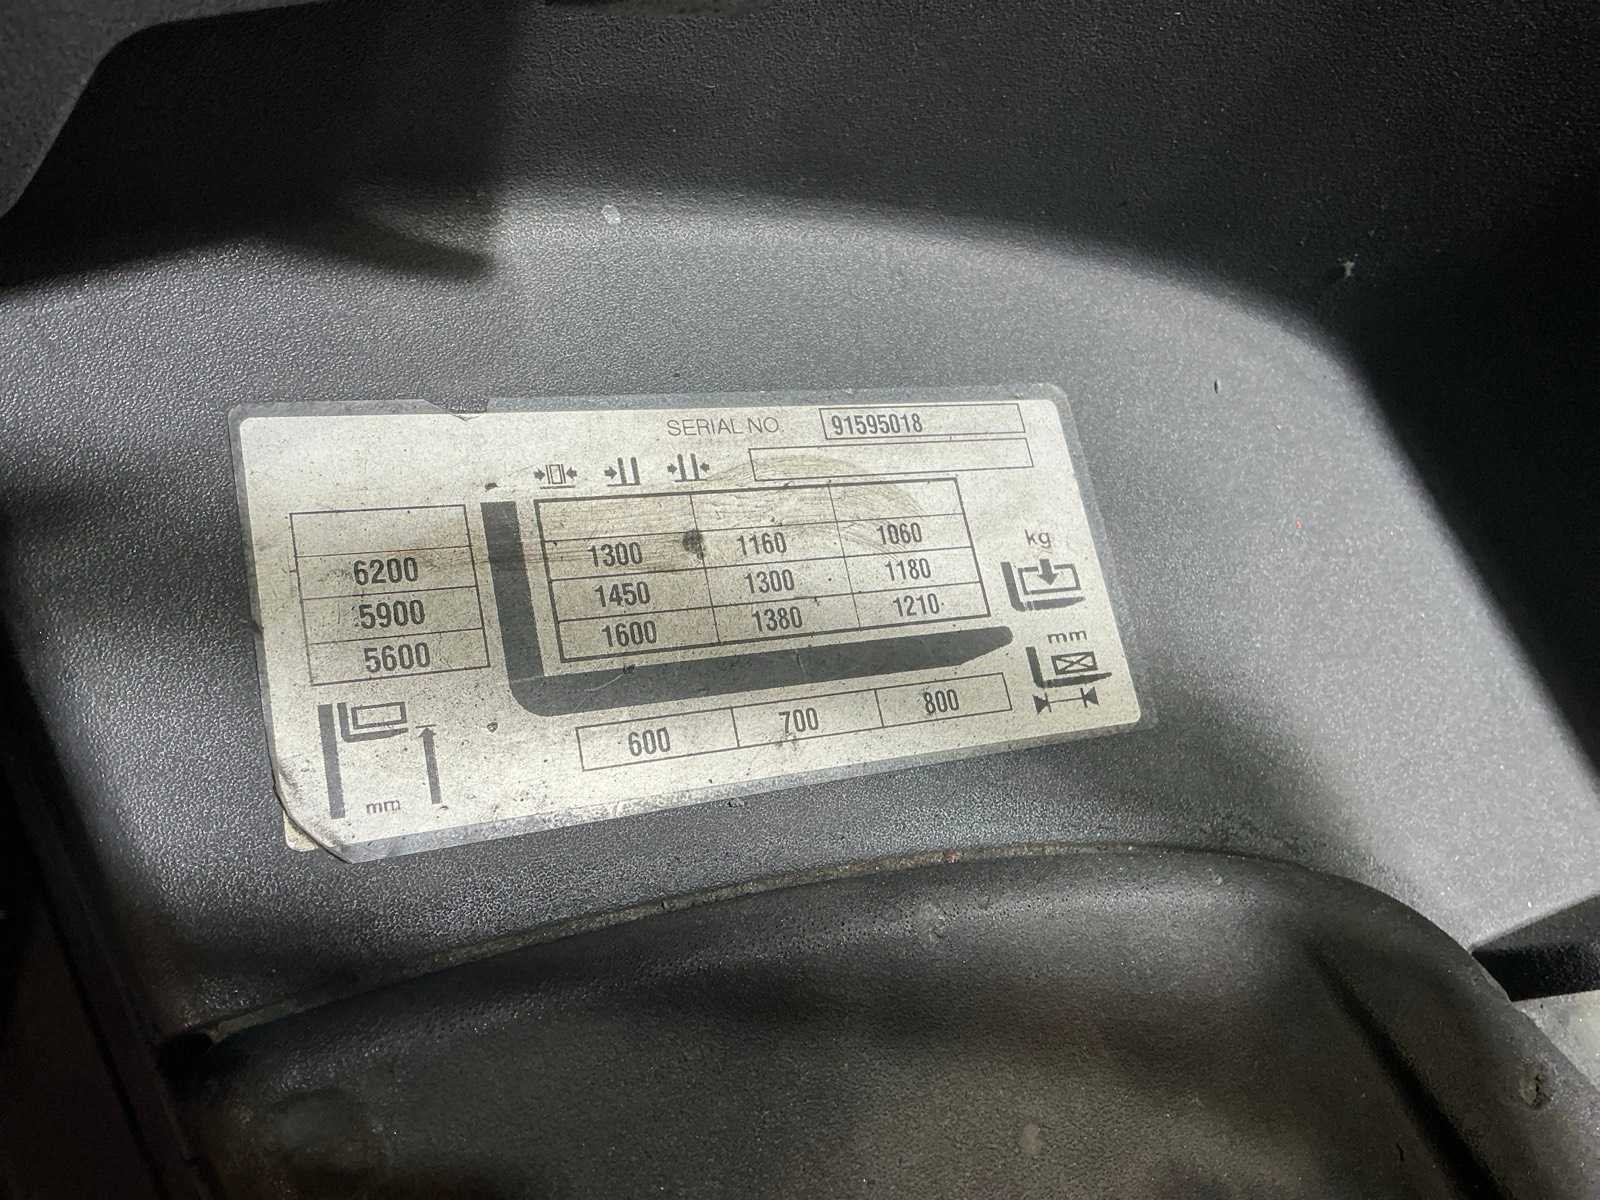 SERIAL NO. 91595018
6200 1300 1160 1060
5900 1450 1300 1180
5600 1600 1380 1210
kg
mm
600 700 800
mm